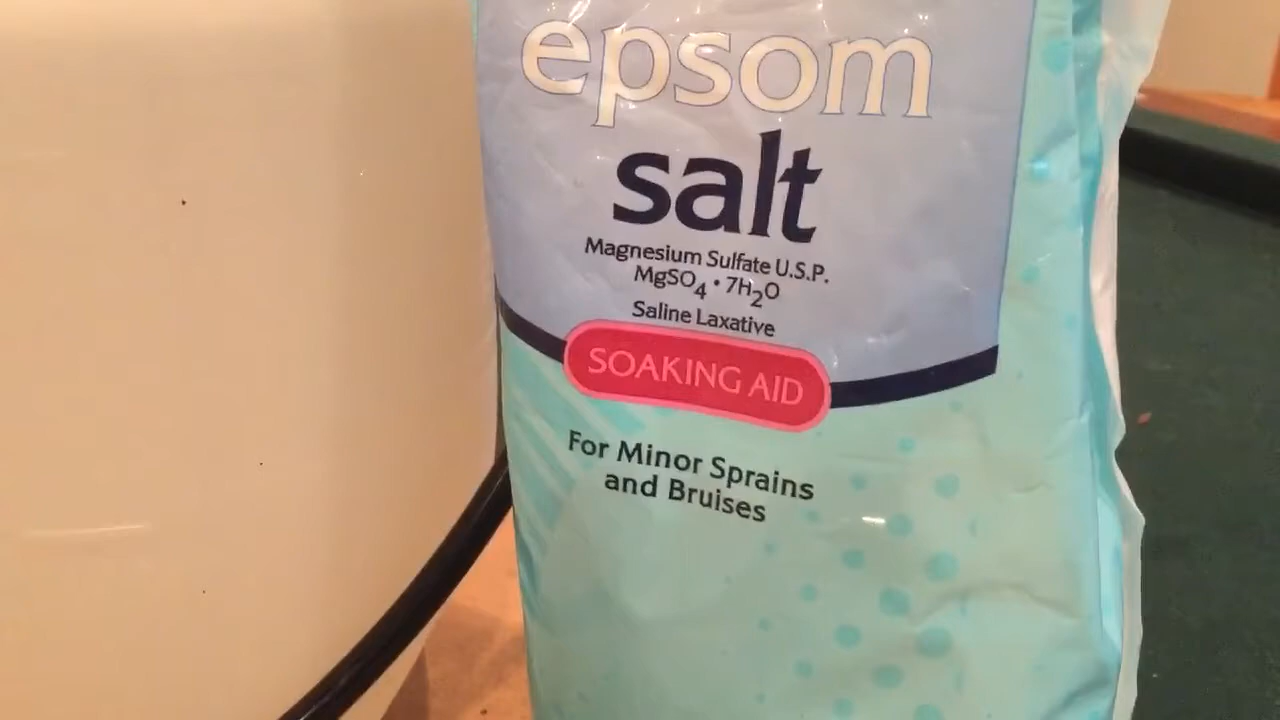 epsom
salt
Magnesium Sulfate U.S.P.
MgSO₄ • 7H₂O
Saline Laxative
SOAKING AID
For Minor Sprains
and Bruises